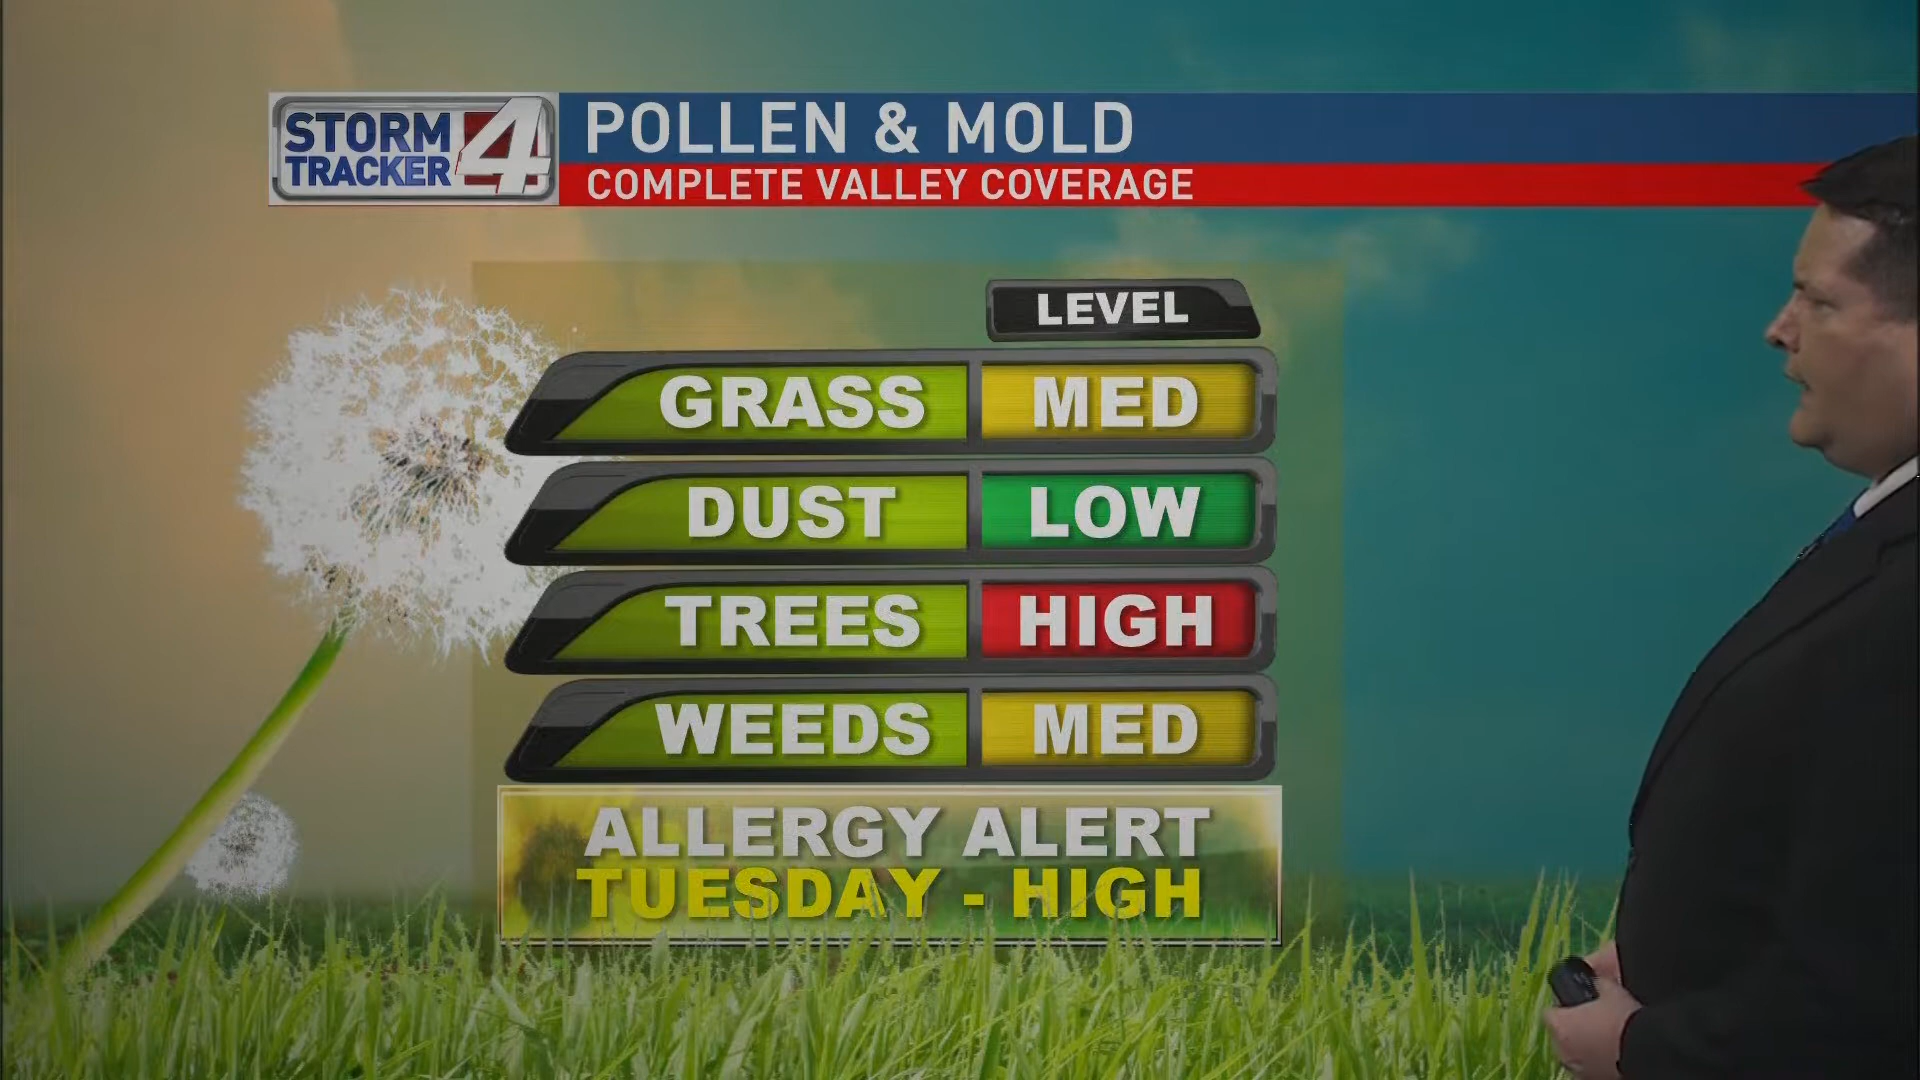 STORM
TRACKER 4
POLLEN & MOLD
COMPLETE VALLEY COVERAGE
LEVEL
GRASS MED
DUST LOW
TREES HIGH
WEEDS MED
ALLERGY ALERT
TUESDAY - HIGH